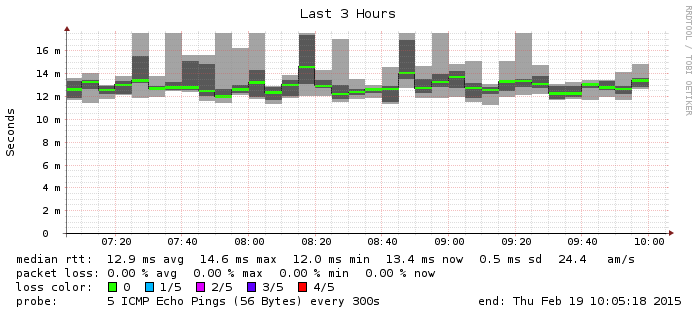 Last 3 Hours
RRDTOOL / TOBI OETIKER
Seconds
16 m
14 m
12 m
10 m
8 m
6 m
4 m
2 m
0
07:20 07:40 08:00 08:20 08:40 09:00 09:20 09:40 10:00
median rtt: 12.9 ms avg 14.6 ms max 12.0 ms min 13.4 ms now 0.5 ms sd 24.4 am/s
packet loss: 0.00 % avg 0.00 % max 0.00 % min 0.00 % now
loss color: 0 1/5 2/5 3/5 4/5
probe: 5 ICMP Echo Pings (56 Bytes) every 300s end: Thu Feb 19 10:05:18 2015